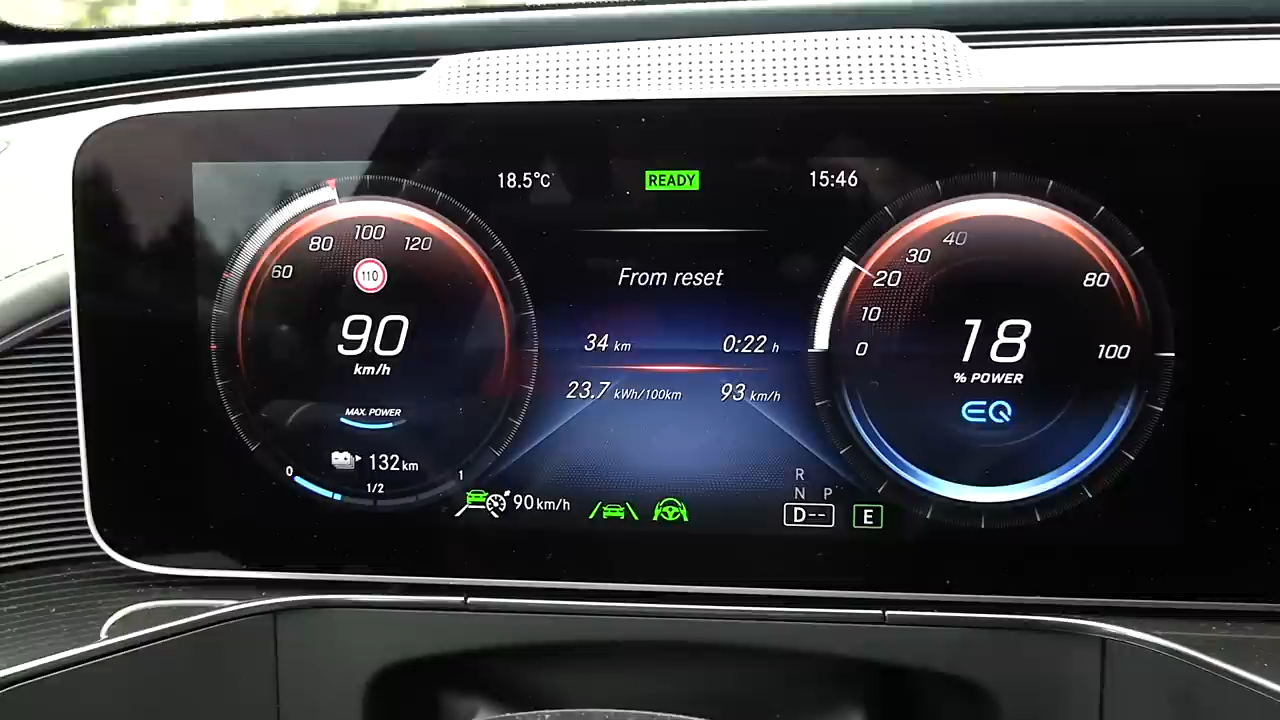 18.5°C READY 15:46
60 80 100 120
110
90
km/h
MAX. POWER
132 km
0 1/2 1
From reset
34 km 0:22 h
23.7 kWh/100km 93 km/h
90 km/h
R
N P
D-- E
0 10 20 30 40 80 100
18
% POWER
EQ